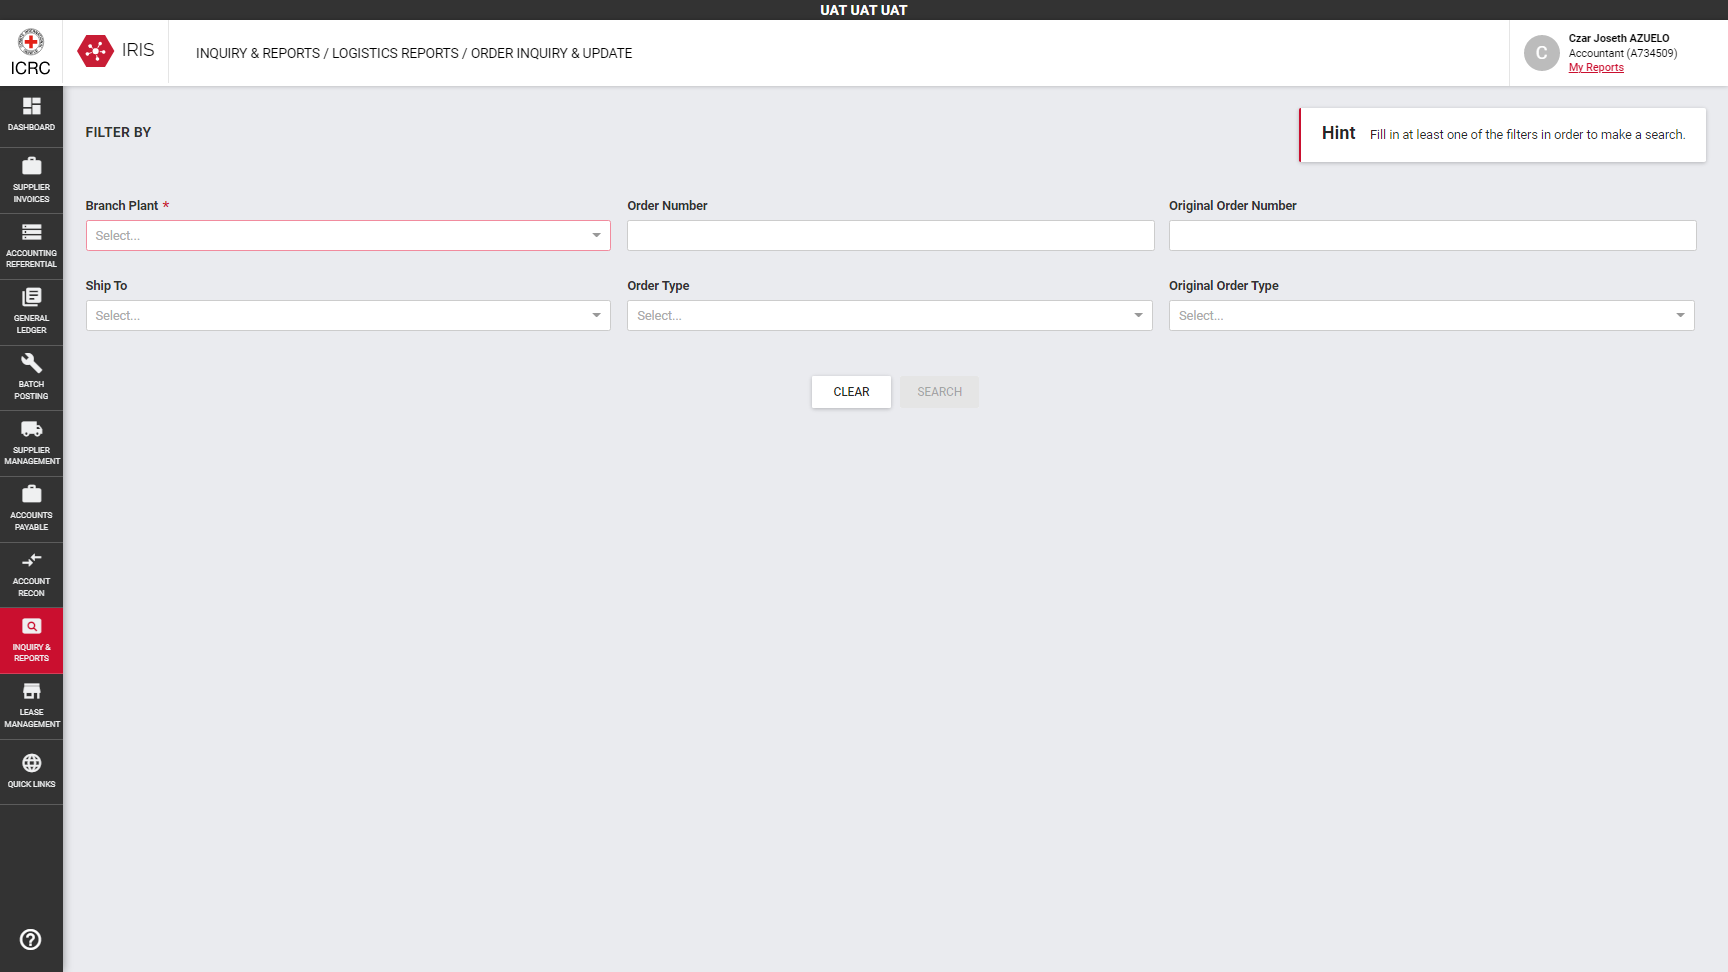 UAT UAT UAT
ICRC
IRIS
INQUIRY & REPORTS / LOGISTICS REPORTS / ORDER INQUIRY & UPDATE
C
Czar Joseth AZUELO
Accountant (A734509)
My Reports
DASHBOARD
SUPPLIER
INVOICES
ACCOUNTING
REFERENTIAL
GENERAL
LEDGER
BATCH
POSTING
SUPPLIER
MANAGEMENT
ACCOUNTS
PAYABLE
ACCOUNT
RECON
INQUIRY &
REPORTS
LEASE
MANAGEMENT
QUICK LINKS
FILTER BY
Hint Fill in at least one of the filters in order to make a search.
Branch Plant *
Select...
Order Number
Original Order Number
Ship To
Select...
Order Type
Select...
Original Order Type
Select...
CLEAR
SEARCH